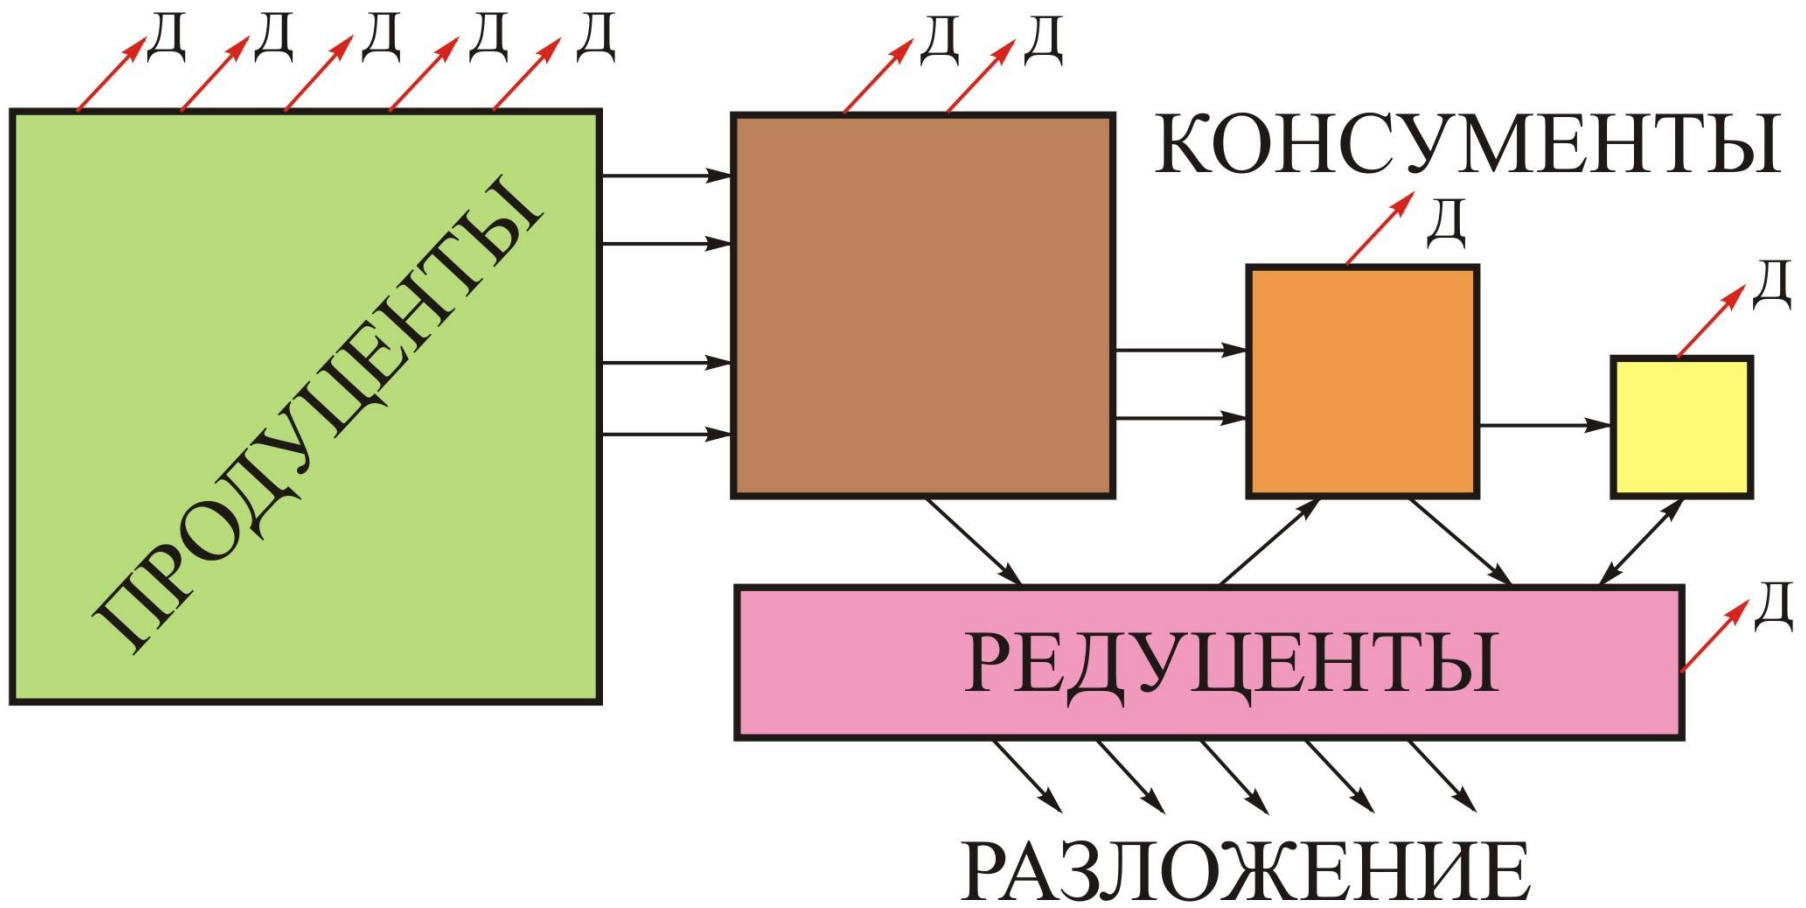 Д Д Д Д Д Д Д
КОНСУМЕНТЫ
Д
Д
ПРОДУЦЕНТЫ
Д
РЕДУЦЕНТЫ
РАЗЛОЖЕНИЕ